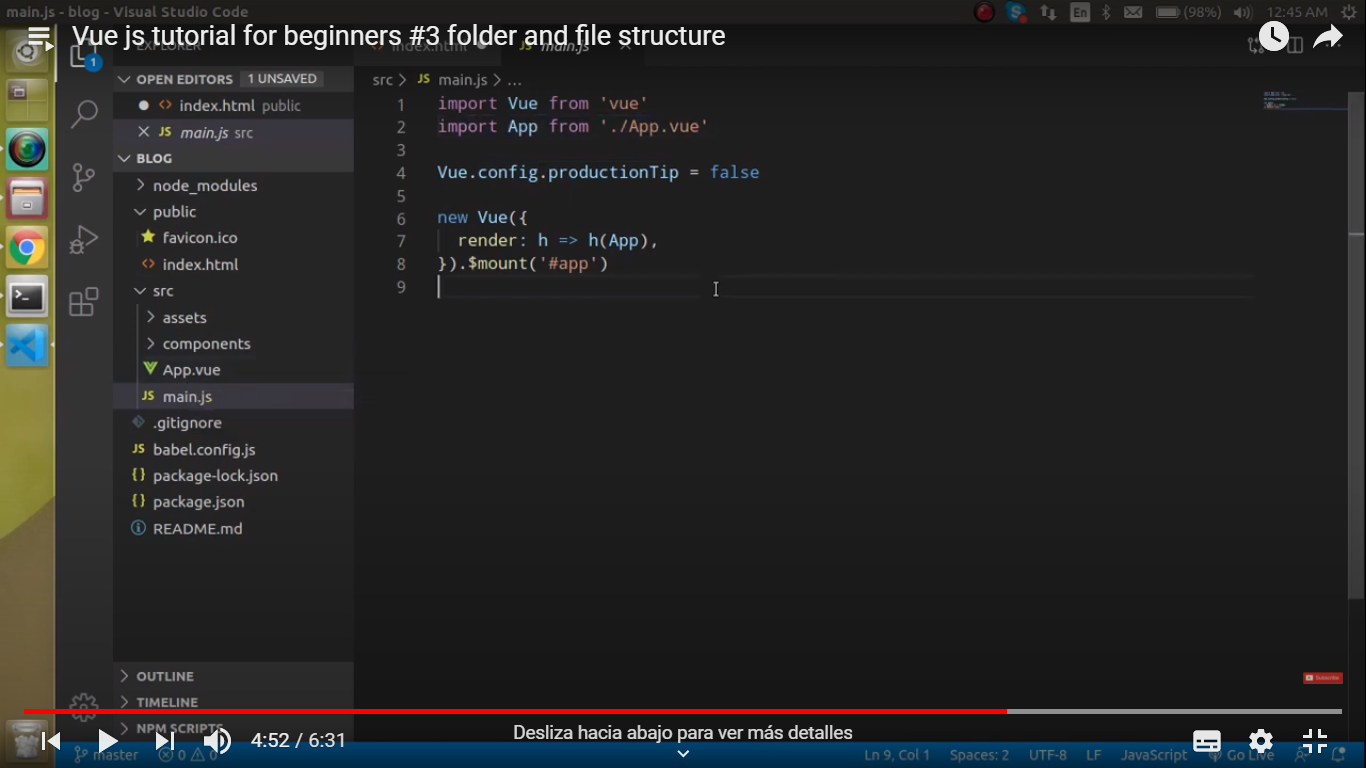 main.js - blog - Visual Studio Code
En
(98%)
12:45 AM
Vue js tutorial for beginners #3 folder and file structure
EXPLORER
index.html
main.js
1
OPEN EDITORS 1 UNSAVED
index.html public
JS main.js src
BLOG
node_modules
public
favicon.ico
index.html
src
assets
components
App.vue
JS main.js
.gitignore
JS babel.config.js
{ } package-lock.json
{ } package.json
README.md
OUTLINE
TIMELINE
NPM SCRIPTS
src > JS main.js > ...
1 import Vue from 'vue'
2 import App from './App.vue'
3
4 Vue.config.productionTip = false
5
6 new Vue({
7 render: h => h(App),
8 }).$mount('#app')
9
Subscribe
4:52 / 6:31
Desliza hacia abajo para ver más detalles
master 0 0
Ln 9, Col 1 Spaces: 2 UTF-8 LF JavaScript Go Live